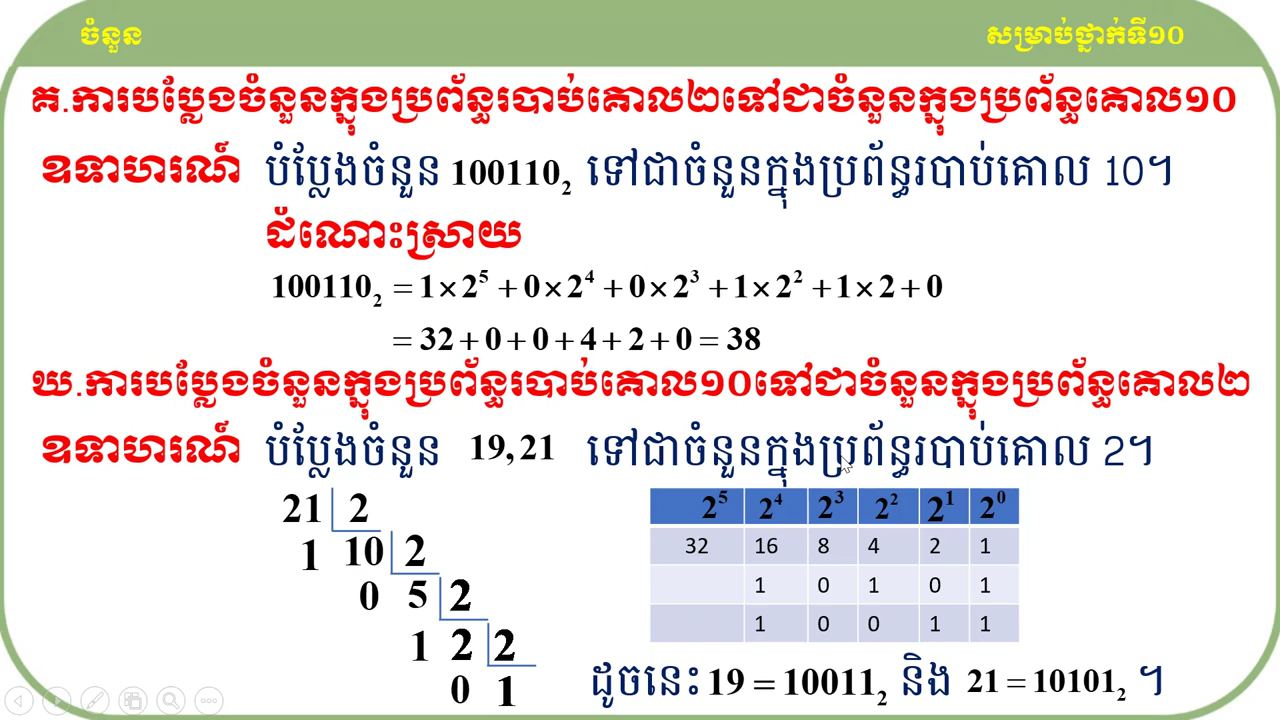 ចំនួន
សម្រាប់ថ្នាក់ទី១០
គ.ការបប្លែងចំនួនក្នុងប្រព័ន្ធរបាប់គោល២ទៅជាចំនួនក្នុងប្រព័ន្ធគោល១០
ឧទាហរណ៍ បំប្លែងចំនួន 100110₂ ទៅជាចំនួនក្នុងប្រព័ន្ធរបាប់គោល 10។
ដំណោះស្រាយ
100110₂ = 1×2⁵ + 0×2⁴ + 0×2³ + 1×2² + 1×2 + 0
= 32 + 0 + 0 + 4 + 2 + 0 = 38
ឃ.ការបប្លែងចំនួនក្នុងប្រព័ន្ធរបាប់គោល១០ទៅជាចំនួនក្នុងប្រព័ន្ធគោល២
ឧទាហរណ៍ បំប្លែងចំនួន 19,21 ទៅជាចំនួនក្នុងប្រព័ន្ធរបាប់គោល 2។
21 2
1 10 2
0 5 2
1 2 2
0 1
2⁵ 2⁴ 2³ 2² 2¹ 2⁰
32 16 8 4 2 1
1 0 1 0 1
1 0 0 1 1
ដូចនេះ 19 = 10011₂ និង 21 = 10101₂ ។